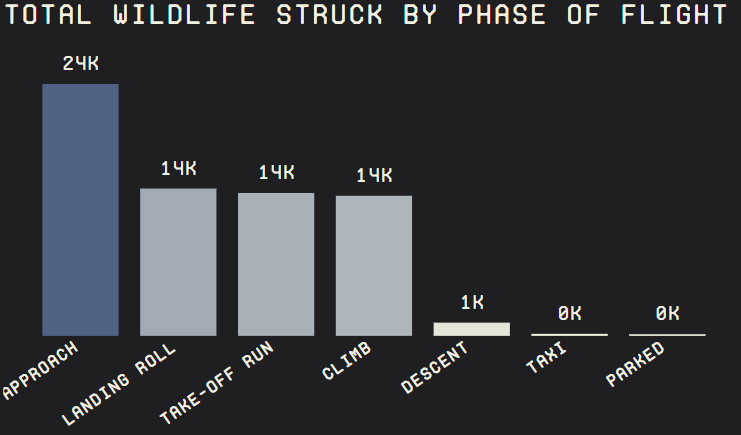 TOTAL WILDLIFE STRUCK BY PHASE OF FLIGHT
24K
14K
14K
14K
1K
0K
0K
APPROACH
LANDING ROLL
TAKE-OFF RUN
CLIMB
DESCENT
TAXI
PARKED